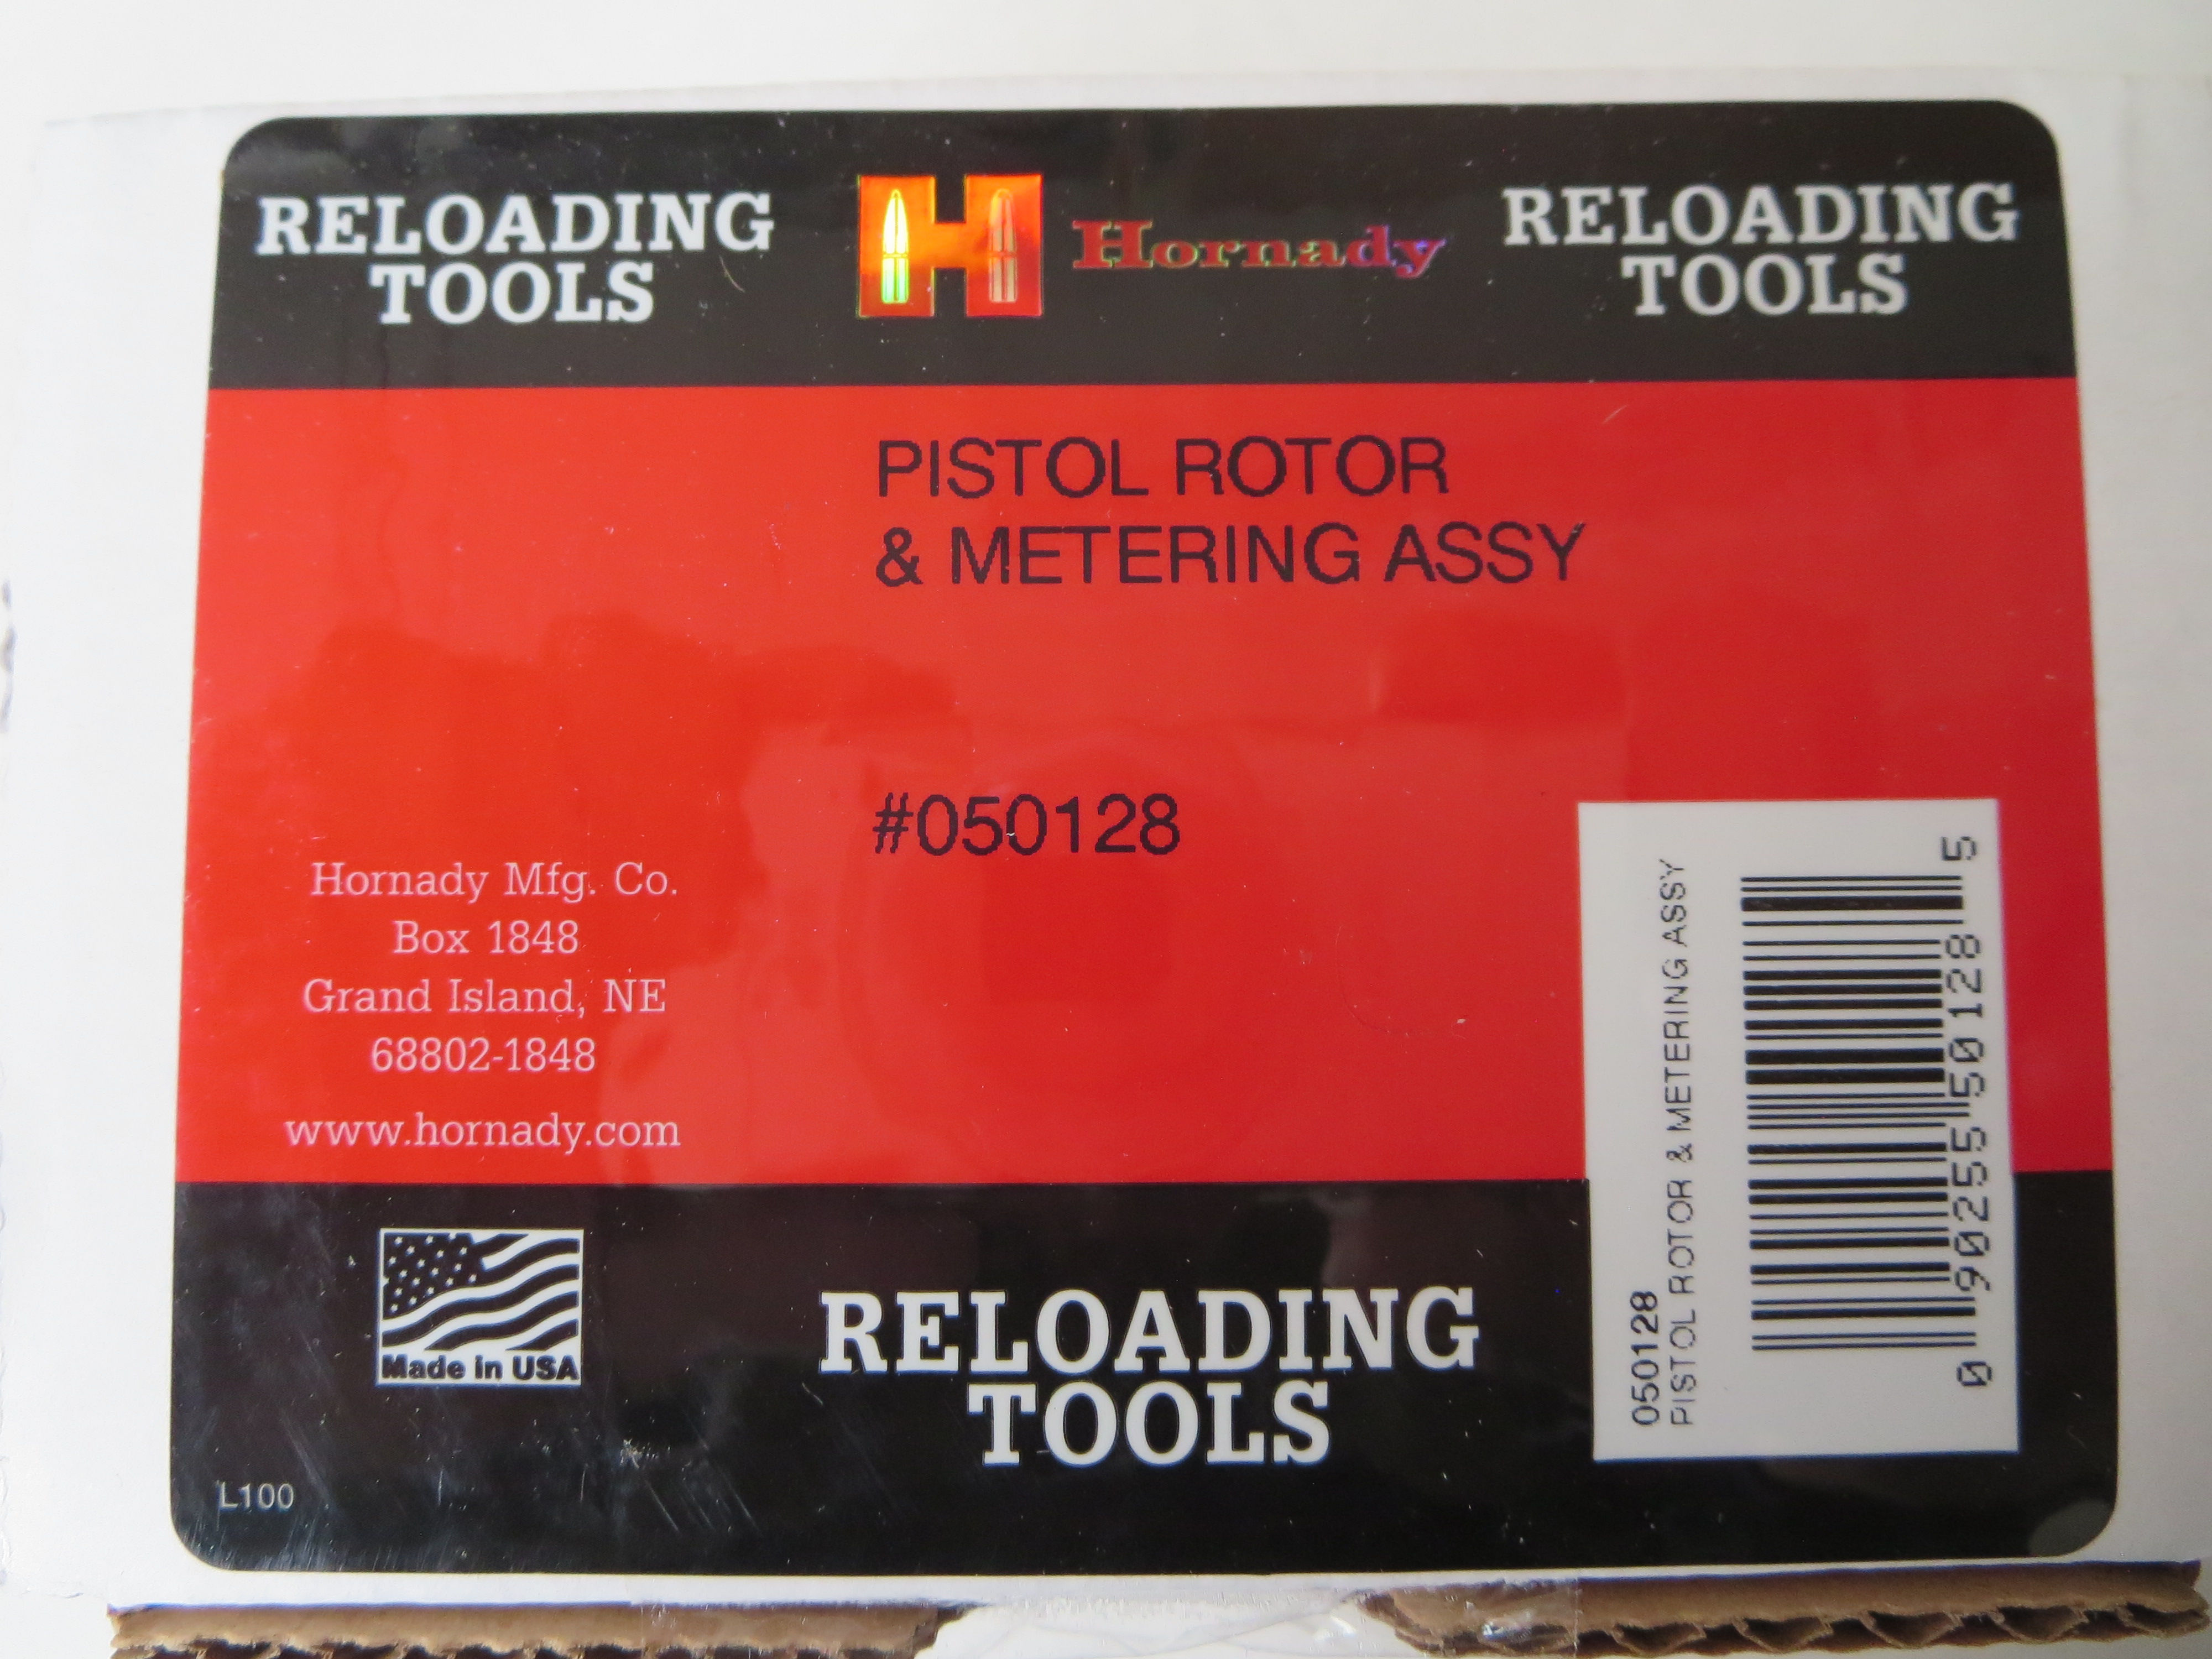 RELOADING
TOOLS
Hornady
RELOADING
TOOLS
PISTOL ROTOR
& METERING ASSY
#050128
Hornady Mfg. Co.
Box 1848
Grand Island, NE
68802-1848
www.hornady.com
Made in USA
RELOADING
TOOLS
L100
050128
PISTOL ROTOR & METERING ASSY
0 90255 50128 5